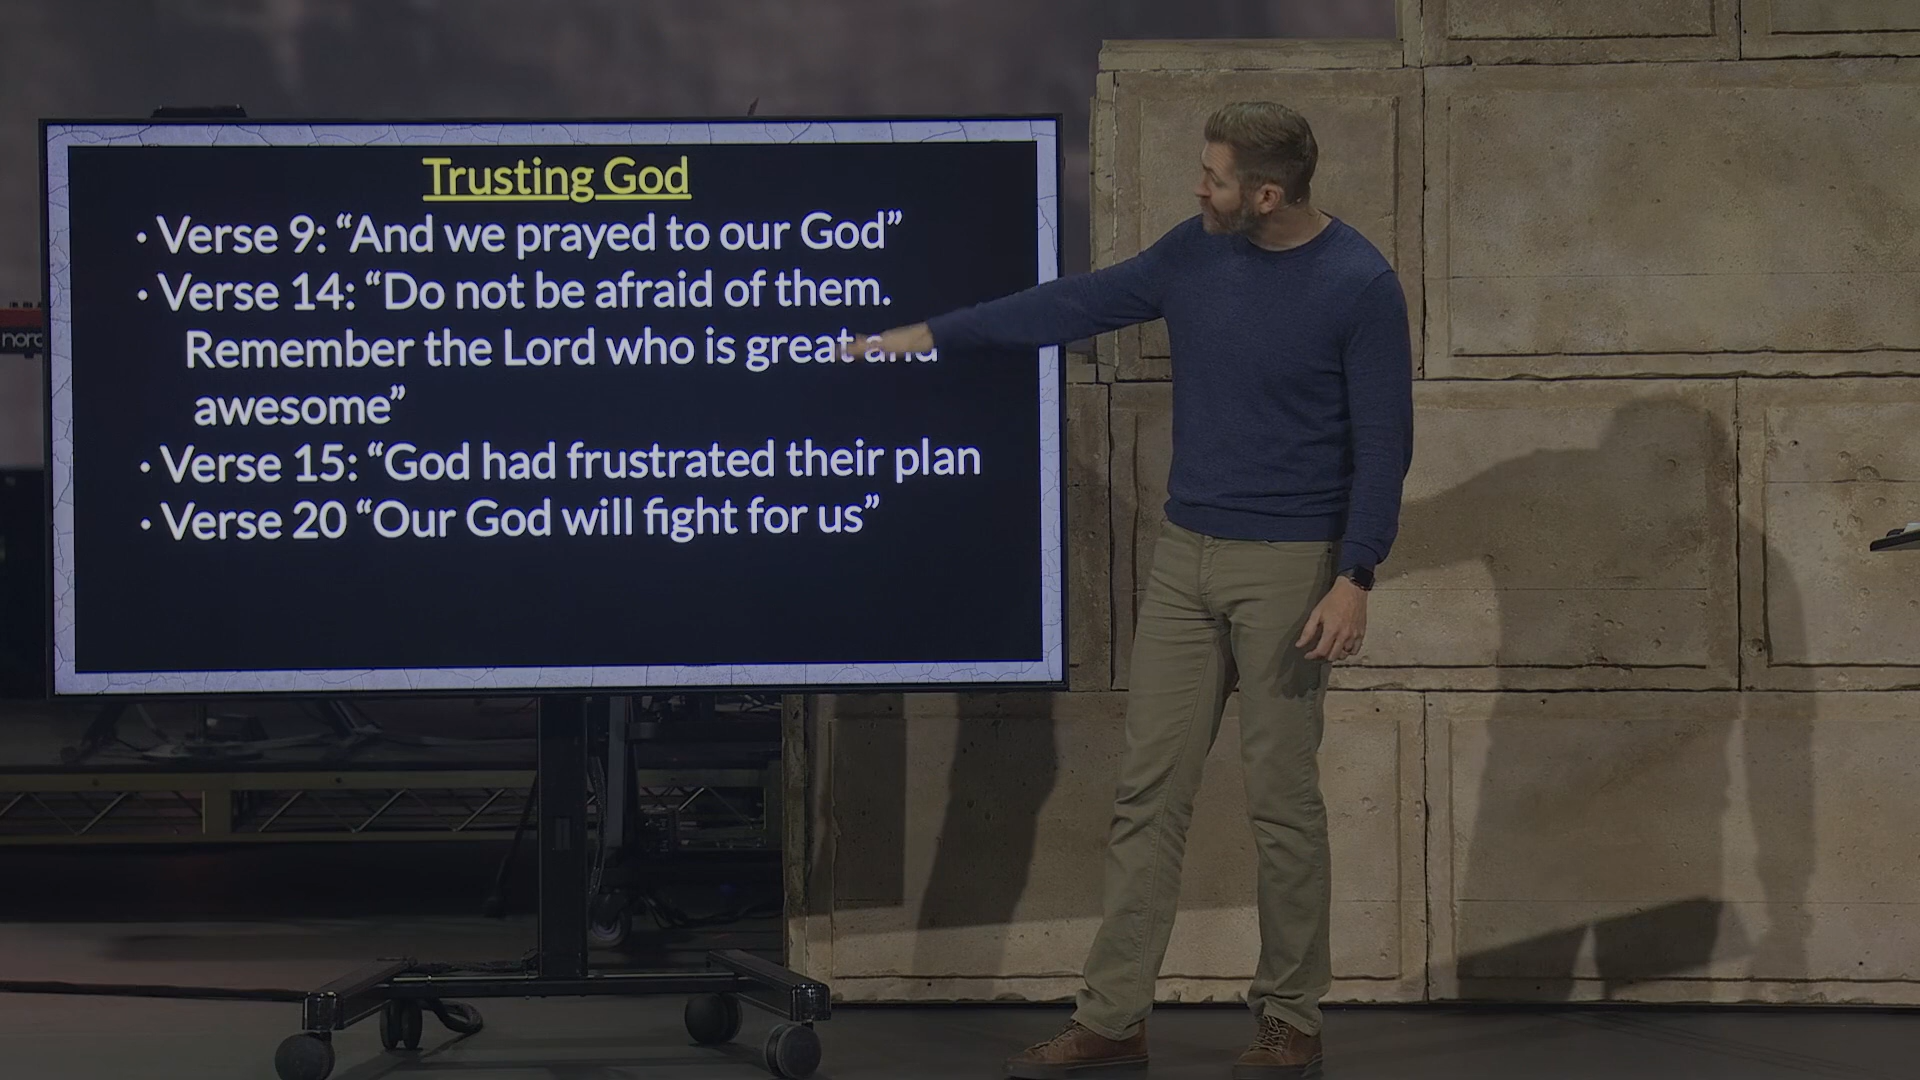 Trusting God
· Verse 9: “And we prayed to our God”
· Verse 14: “Do not be afraid of them.
Remember the Lord who is great and
awesome”
· Verse 15: “God had frustrated their plan
· Verse 20 “Our God will fight for us”
nord